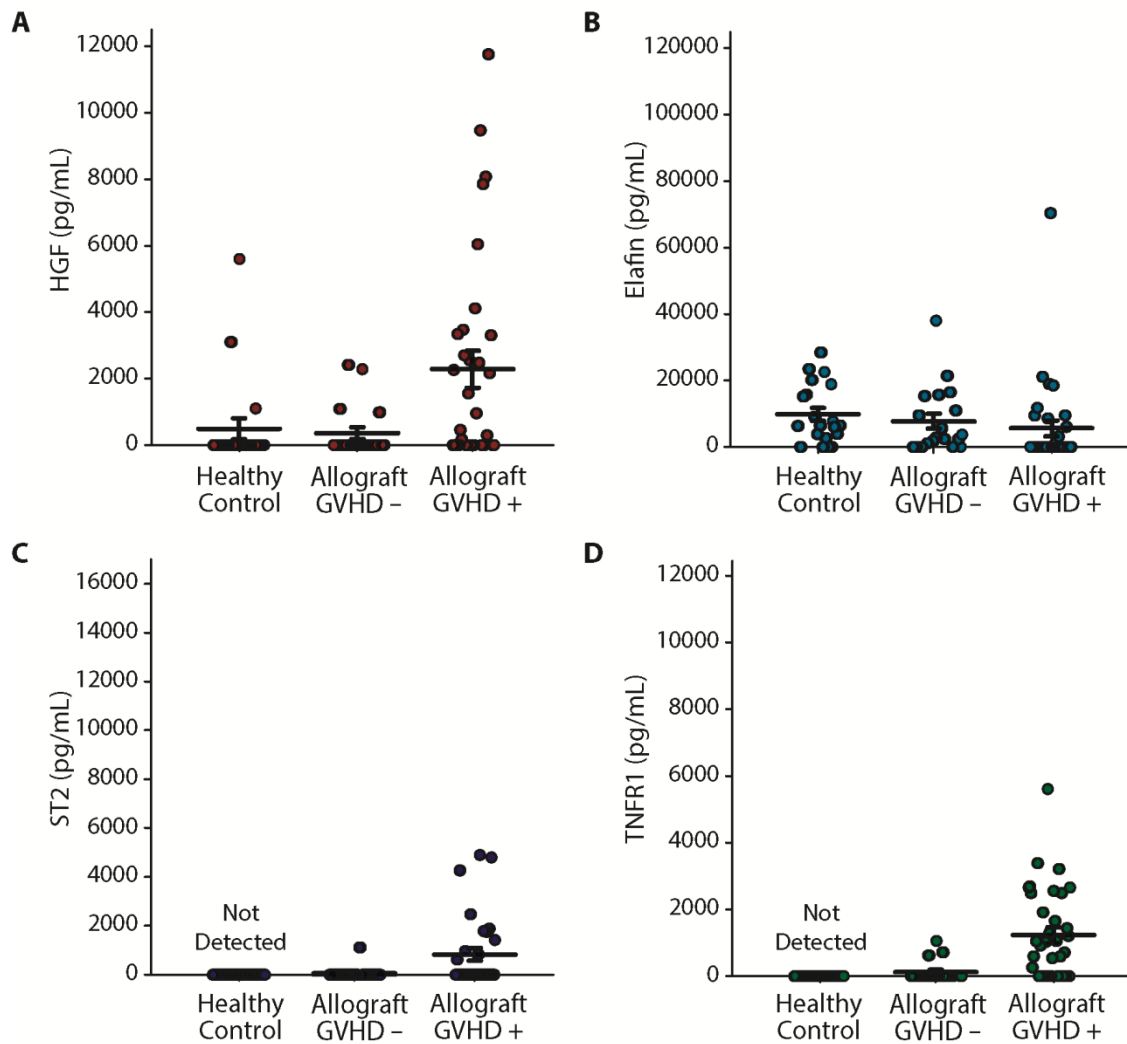 A
HGF (pg/mL)
12000
10000
8000
6000
4000
2000
0
Healthy
Control
Allograft
GVHD –
Allograft
GVHD +
B
Elafin (pg/mL)
120000
100000
80000
60000
40000
20000
0
Healthy
Control
Allograft
GVHD –
Allograft
GVHD +
C
ST2 (pg/mL)
16000
14000
12000
10000
8000
6000
4000
2000
0
Not
Detected
Healthy
Control
Allograft
GVHD –
Allograft
GVHD +
D
TNFR1 (pg/mL)
12000
10000
8000
6000
4000
2000
0
Not
Detected
Healthy
Control
Allograft
GVHD –
Allograft
GVHD +